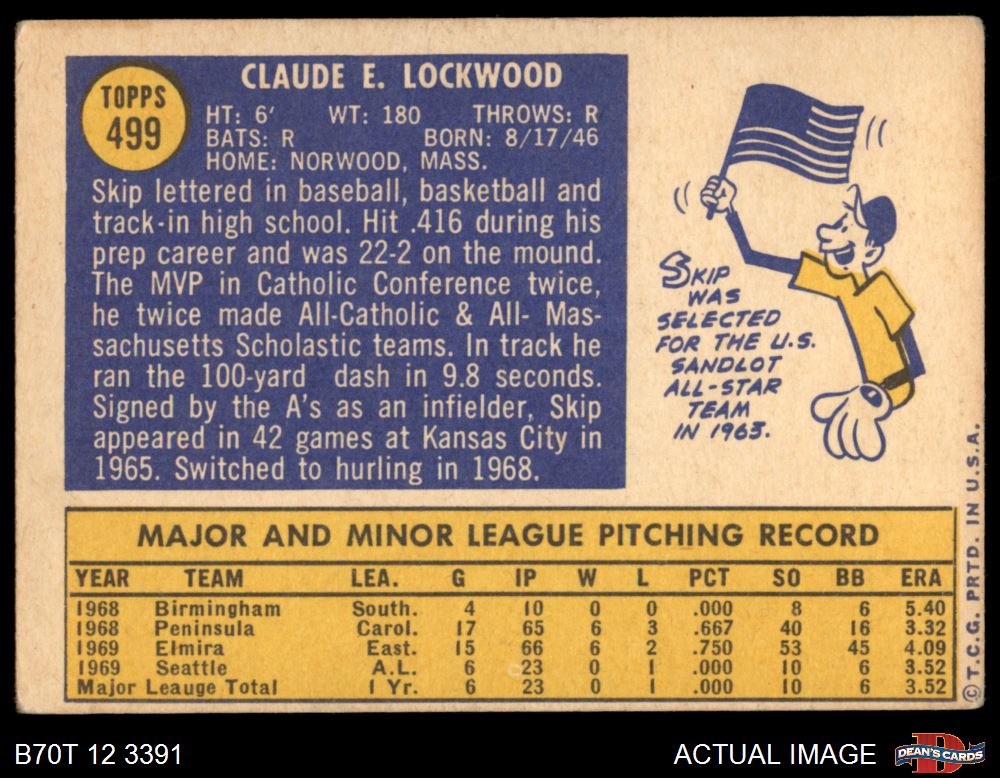 TOPPS
499
CLAUDE E. LOCKWOOD
HT: 6' WT: 180 THROWS: R
BATS: R BORN: 8/17/46
HOME: NORWOOD, MASS.
Skip lettered in baseball, basketball and
track-in high school. Hit .416 during his
prep career and was 22-2 on the mound.
The MVP in Catholic Conference twice,
he twice made All-Catholic & All- Mas-
sachusetts Scholastic teams. In track he
ran the 100-yard dash in 9.8 seconds.
Signed by the A's as an infielder, Skip
appeared in 42 games at Kansas City in
1965. Switched to hurling in 1968.
SKIP
WAS
SELECTED
FOR THE U.S.
SANDLOT
ALL-STAR
TEAM
IN 1963.
MAJOR AND MINOR LEAGUE PITCHING RECORD
YEAR TEAM LEA. G IP W L PCT SO BB ERA
1968 Birmingham South. 4 10 0 0 .000 8 6 5.40
1968 Peninsula Carol. 17 65 6 3 .667 40 16 3.32
1969 Elmira East. 15 66 6 2 .750 53 45 4.09
1969 Seattle A.L. 6 23 0 1 .000 10 6 3.52
Major Leauge Total 1 Yr. 6 23 0 1 .000 10 6 3.52
© T.C.G. PRTD. IN U.S.A.
B70T 12 3391
ACTUAL IMAGE
D
DEAN'S CARDS